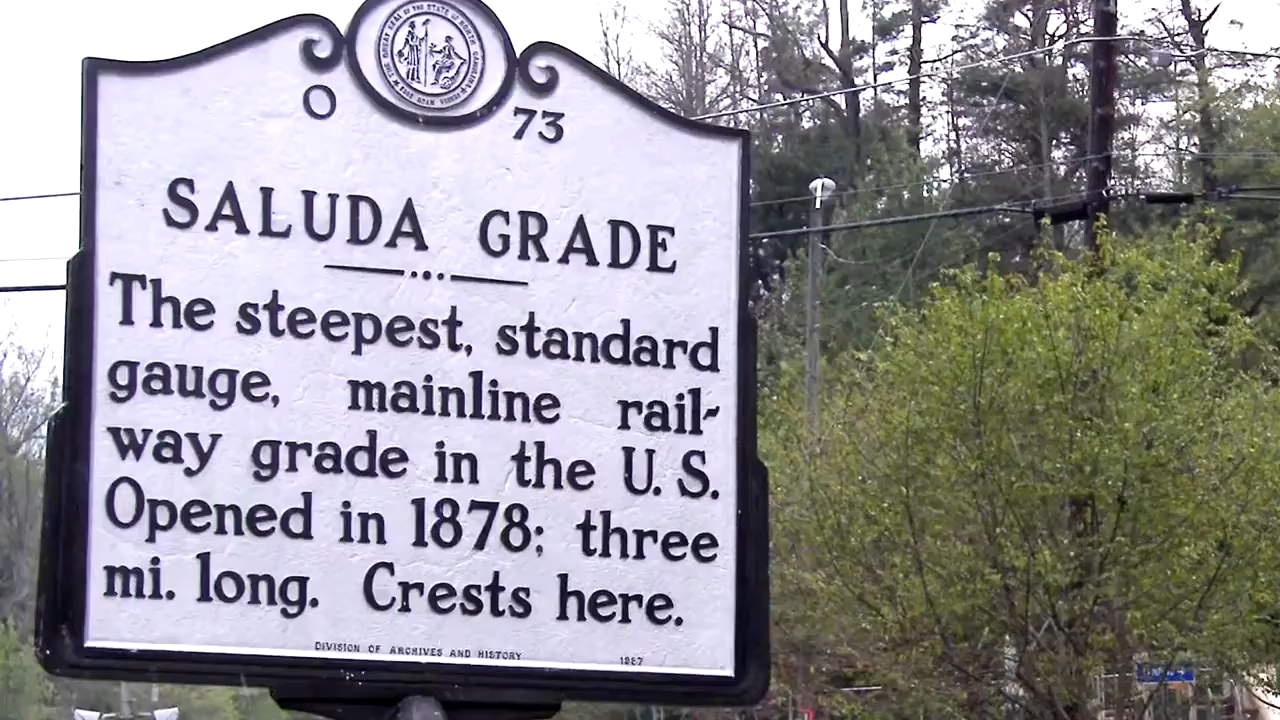 O 73
SALUDA GRADE
The steepest, standard
gauge, mainline rail-
way grade in the U.S.
Opened in 1878; three
mi. long. Crests here.
DIVISION OF ARCHIVES AND HISTORY 1987